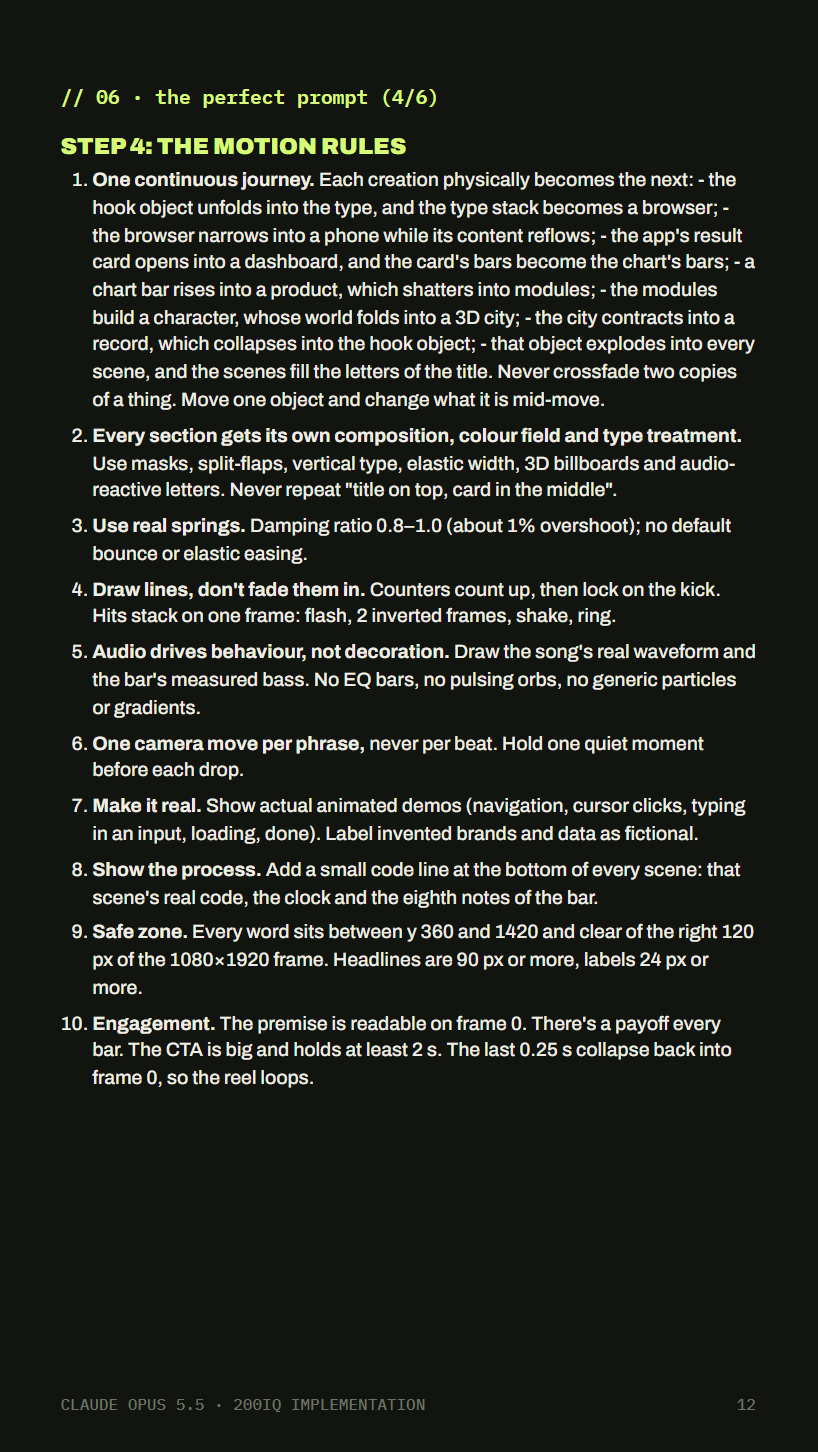 // 06 · the perfect prompt (4/6)
STEP 4: THE MOTION RULES
1. One continuous journey. Each creation physically becomes the next: - the
hook object unfolds into the type, and the type stack becomes a browser; -
the browser narrows into a phone while its content reflows; - the app's result
card opens into a dashboard, and the card's bars become the chart's bars; - a
chart bar rises into a product, which shatters into modules; - the modules
build a character, whose world folds into a 3D city; - the city contracts into a
record, which collapses into the hook object; - that object explodes into every
scene, and the scenes fill the letters of the title. Never crossfade two copies
of a thing. Move one object and change what it is mid-move.
2. Every section gets its own composition, colour field and type treatment.
Use masks, split-flaps, vertical type, elastic width, 3D billboards and audio-
reactive letters. Never repeat "title on top, card in the middle".
3. Use real springs. Damping ratio 0.8–1.0 (about 1% overshoot); no default
bounce or elastic easing.
4. Draw lines, don't fade them in. Counters count up, then lock on the kick.
Hits stack on one frame: flash, 2 inverted frames, shake, ring.
5. Audio drives behaviour, not decoration. Draw the song's real waveform and
the bar's measured bass. No EQ bars, no pulsing orbs, no generic particles
or gradients.
6. One camera move per phrase, never per beat. Hold one quiet moment
before each drop.
7. Make it real. Show actual animated demos (navigation, cursor clicks, typing
in an input, loading, done). Label invented brands and data as fictional.
8. Show the process. Add a small code line at the bottom of every scene: that
scene's real code, the clock and the eighth notes of the bar.
9. Safe zone. Every word sits between y 360 and 1420 and clear of the right 120
px of the 1080×1920 frame. Headlines are 90 px or more, labels 24 px or
more.
10. Engagement. The premise is readable on frame 0. There's a payoff every
bar. The CTA is big and holds at least 2 s. The last 0.25 s collapse back into
frame 0, so the reel loops.
CLAUDE OPUS 5.5 · 200IQ IMPLEMENTATION
12